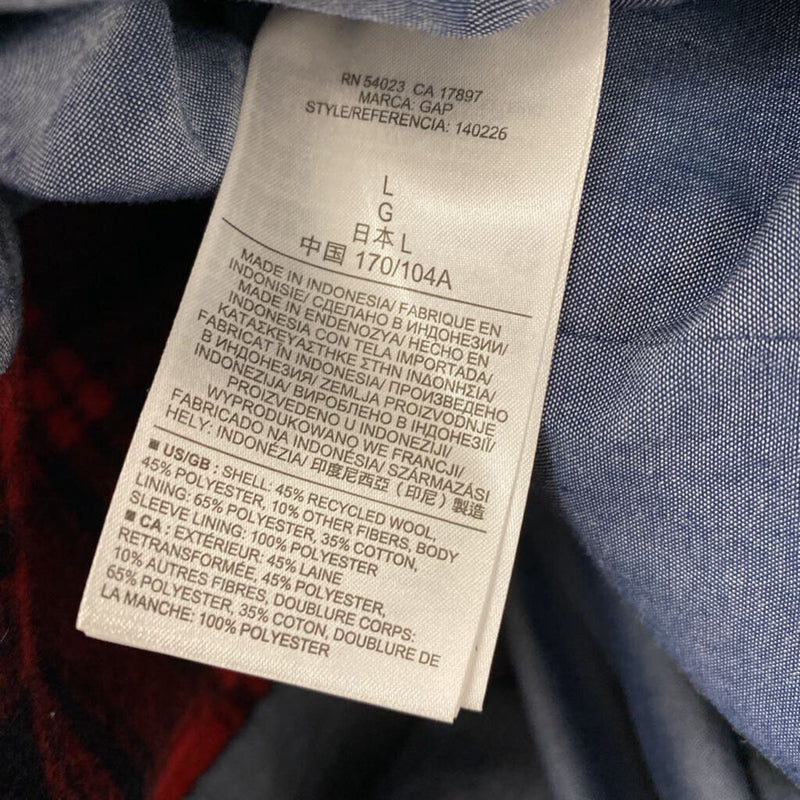 RN 54023 CA 17897
MARCA: GAP
STYLE/REFERENCIA: 140226
L
G
日本 L
中国 170/104A
MADE IN INDONESIA/ FABRIQUE EN
INDONISIE/ СДЕЛАНО В ИНДОНЕЗИИ/
MADE IN ENDENOZYA/ HECHO EN
INDONESIA CON TELA IMPORTADA/
ΚΑΤΑΣΚΕΥΑΣΤΗΚΕ ΣΤΗΝ ΙΝΔΟΝΗΣΙΑ/
FABRICAT ÎN INDONEZIA/ ПРОИЗВЕДЕНО
В ИНДОНЕЗИЯ/ ZEMLJA PROIZVODNJE
INDONEZIJA/ ВИРОБЛЕНО В ІНДОНЕЗІЇ/
PROIZVEDENO U INDONEZIJI/
WYPRODUKOWANO WE FRANCJI/
FABRICADO NA INDONÉSIA/ SZÁRMAZÁSI
HELY: INDONÉZIA/ 印度尼西亞 (印尼) 製造
■ US/GB : SHELL: 45% RECYCLED WOOL,
45% POLYESTER, 10% OTHER FIBERS, BODY
LINING: 65% POLYESTER, 35% COTTON,
SLEEVE LINING: 100% POLYESTER
■ CA : EXTÉRIEUR: 45% LAINE
RETRANSFORMÉE, 45% POLYESTER,
10% AUTRES FIBRES, DOUBLURE CORPS:
65% POLYESTER, 35% COTON, DOUBLURE DE
LA MANCHE: 100% POLYESTER